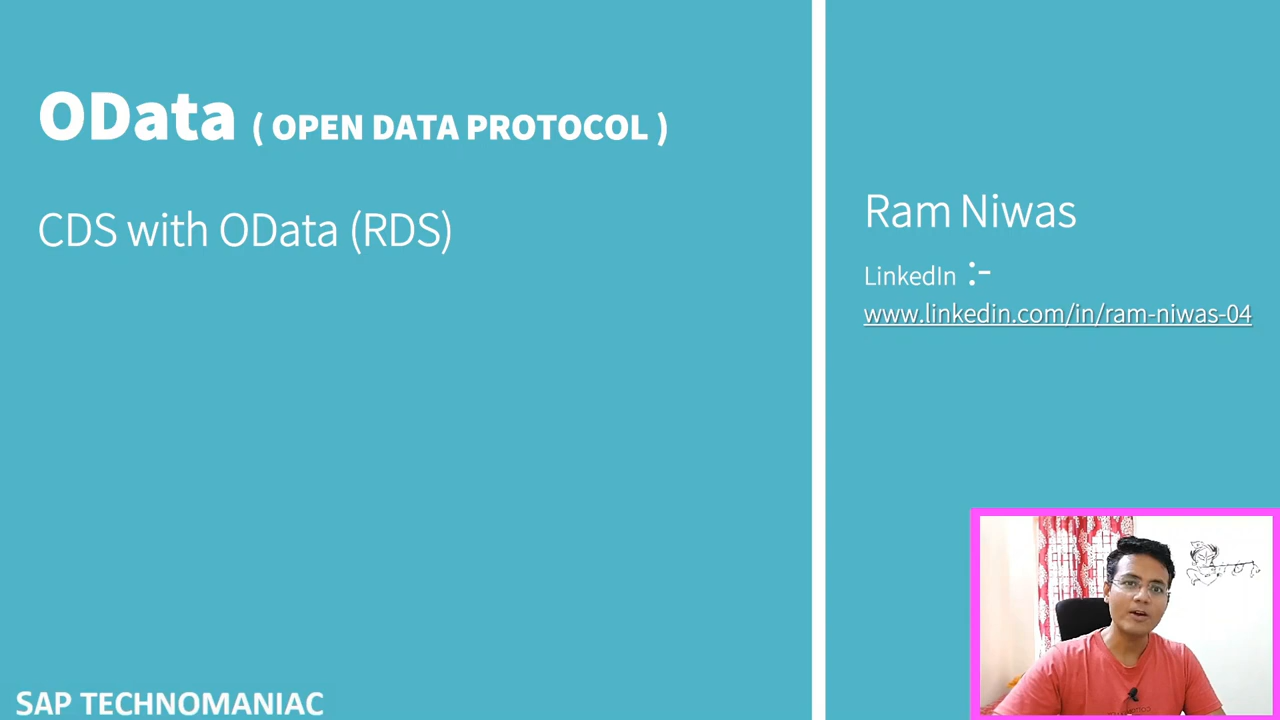 OData ( OPEN DATA PROTOCOL )
CDS with OData (RDS)
Ram Niwas
LinkedIn :-
www.linkedin.com/in/ram-niwas-04
SAP TECHNOMANIAC